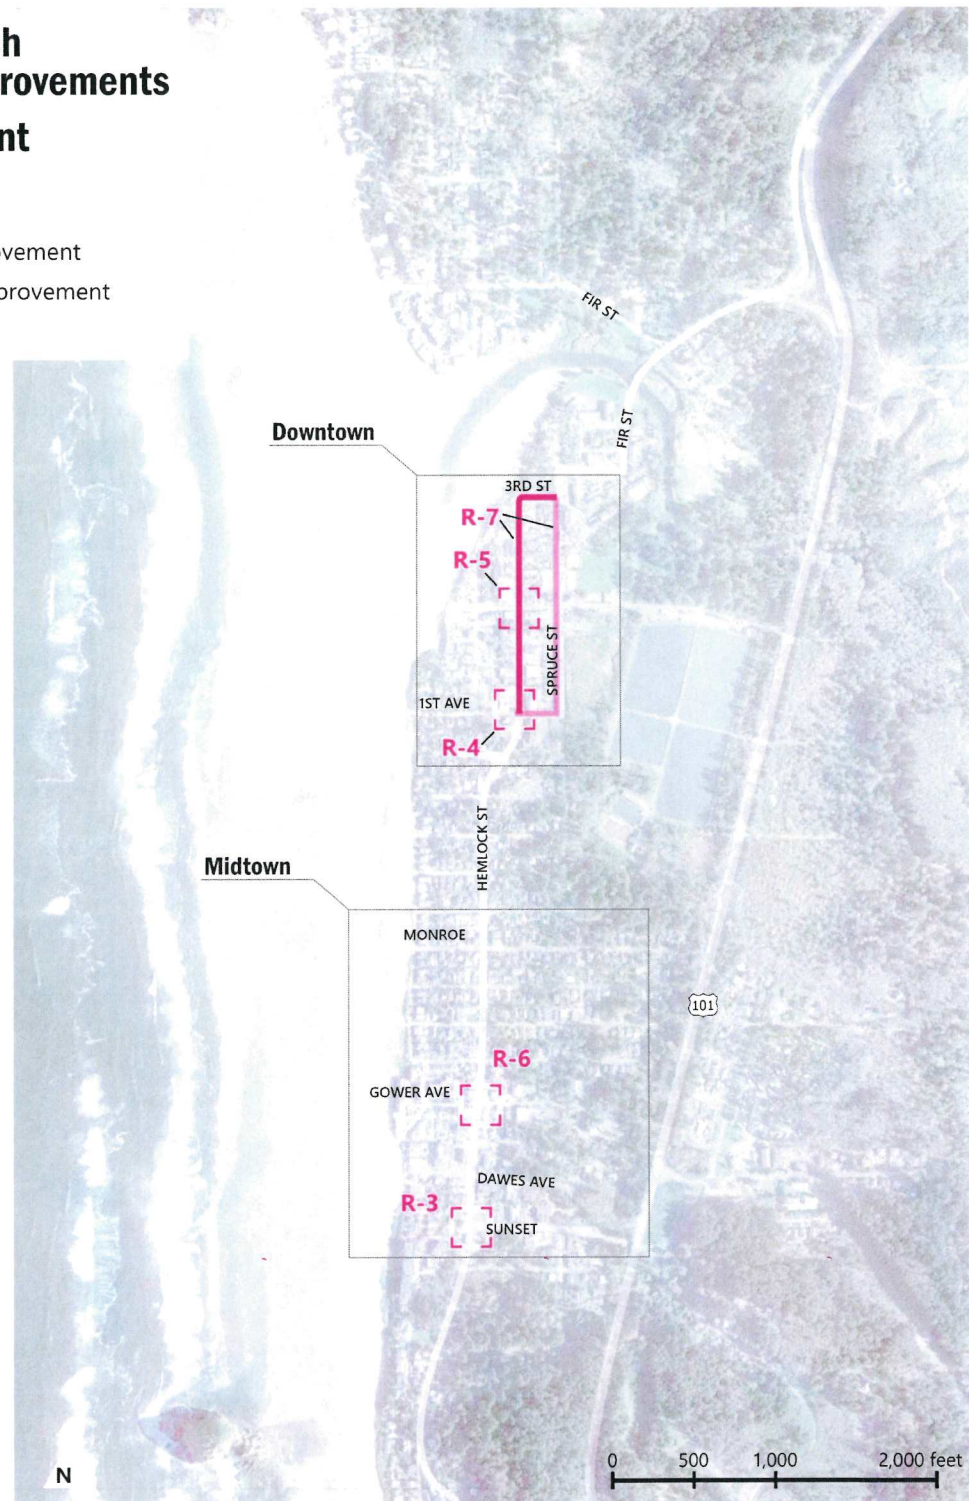 h
rovements
nt
ovement
provement
FIR ST
FIR ST
Downtown
3RD ST
R-7
R-5
SPRUCE ST
1ST AVE
R-4
HEMLOCK ST
Midtown
MONROE
101
R-6
GOWER AVE
DAWES AVE
R-3
SUNSET
N
0 500 1,000 2,000 feet